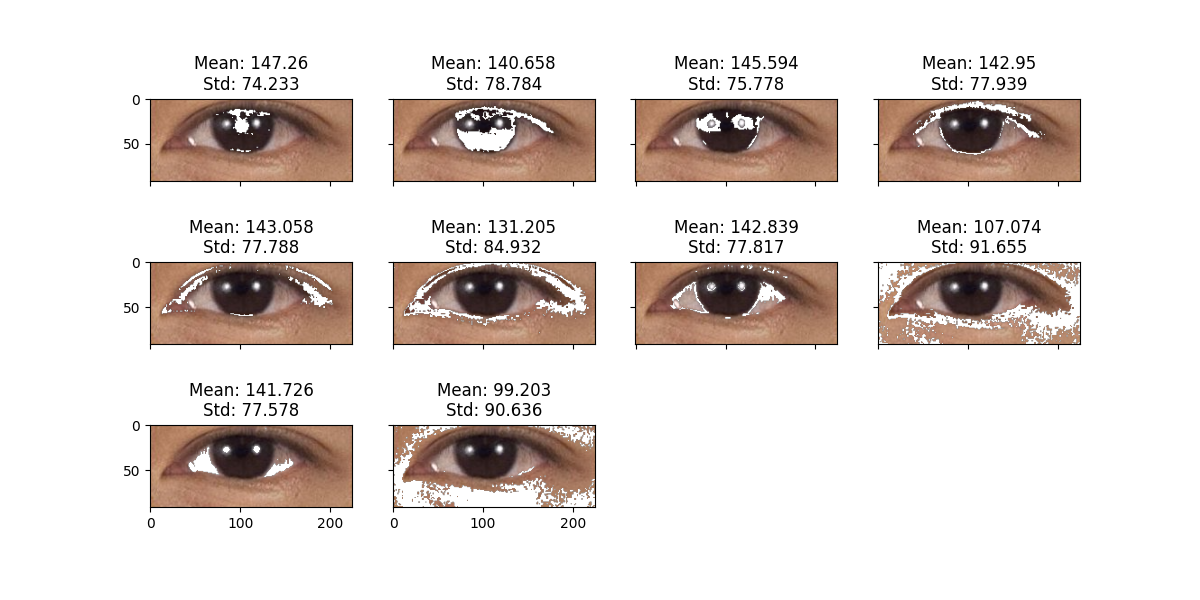 Mean: 147.26
Std: 74.233
Mean: 140.658
Std: 78.784
Mean: 145.594
Std: 75.778
Mean: 142.95
Std: 77.939
0
50
Mean: 143.058
Std: 77.788
Mean: 131.205
Std: 84.932
Mean: 142.839
Std: 77.817
Mean: 107.074
Std: 91.655
0
50
Mean: 141.726
Std: 77.578
Mean: 99.203
Std: 90.636
0
50
0 100 200
0 100 200